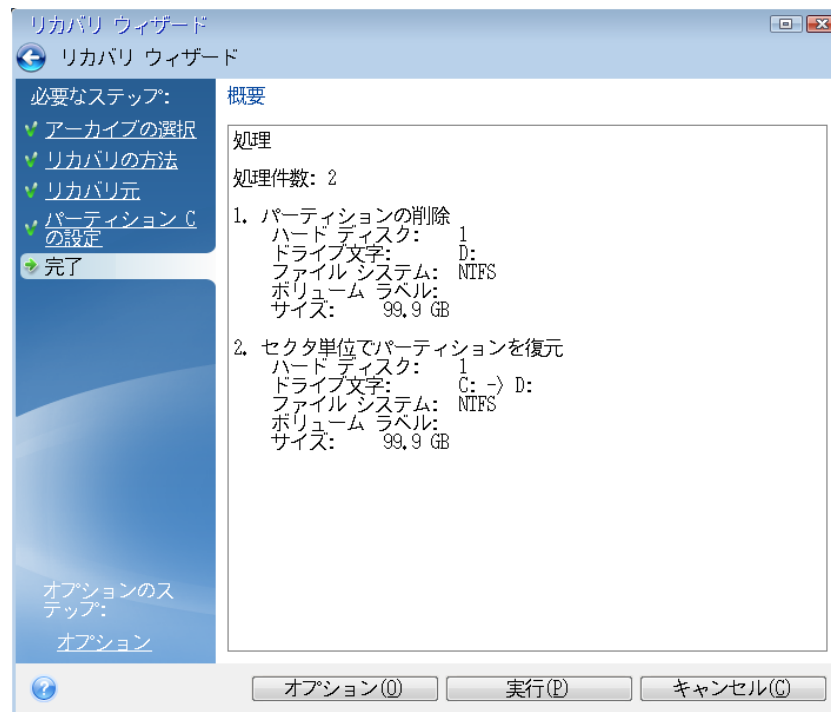 リカバリ ウィザード
リカバリ ウィザード
必要なステップ:
アーカイブの選択
リカバリの方法
リカバリ元
パーティション C
の設定
完了
オプションのス
テップ:
オプション
概要
処理
処理件数: 2
1. パーティションの削除
ハード ディスク: 1
ドライブ文字: D:
ファイル システム: NTFS
ボリューム ラベル:
サイズ: 99.9 GB
2. セクタ単位でパーティションを復元
ハード ディスク: 1
ドライブ文字: C: -> D:
ファイル システム: NTFS
ボリューム ラベル:
サイズ: 99.9 GB
オプション(O) 実行(P) キャンセル(C)